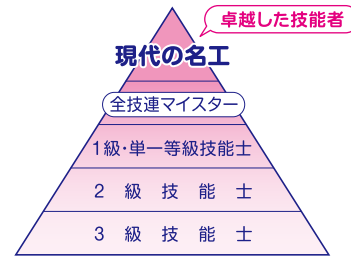 卓越した技能者
現代の名工
全技連マイスター
1級・単一等級技能士
2級技能士
3級技能士